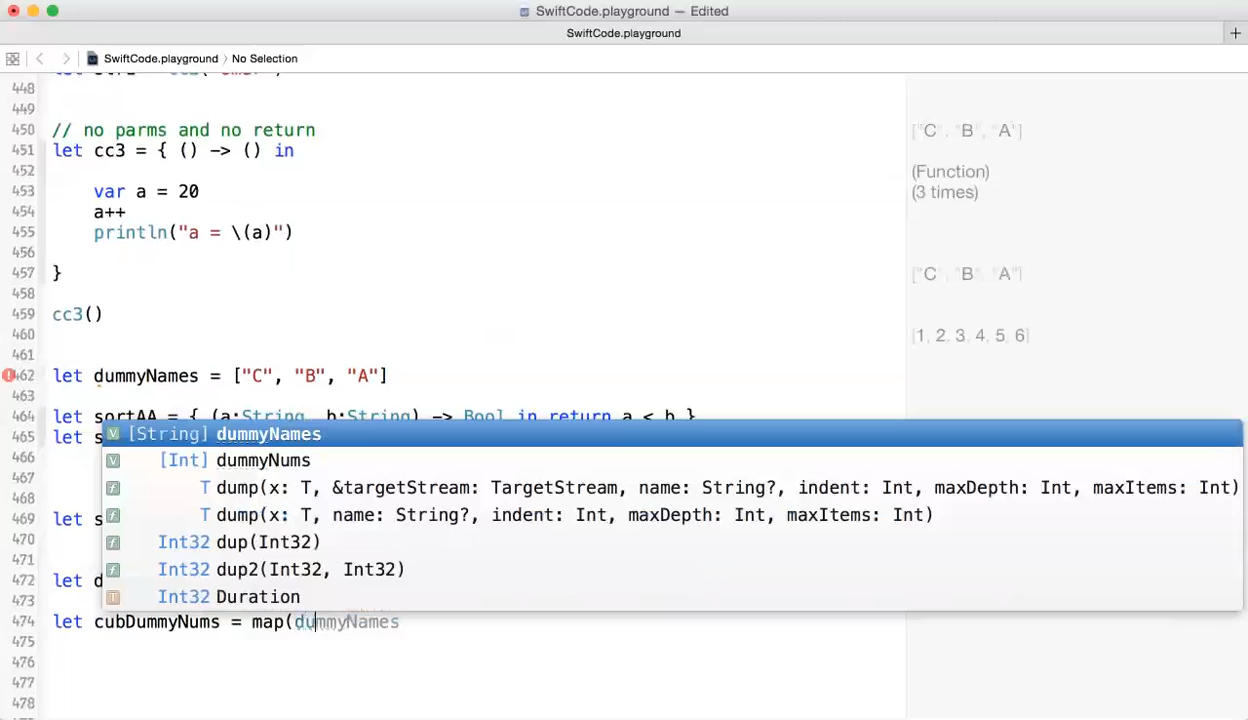 SwiftCode.playground — Edited
SwiftCode.playground
SwiftCode.playground › No Selection
448
449
450 // no parms and no return
["C", "B", "A"]
451 let cc3 = { () -> () in
452
(Function)
453 var a = 20
(3 times)
454 a++
455 println("a = \(a)")
456
457 }
["C", "B", "A"]
458
459 cc3()
460
[1, 2, 3, 4, 5, 6]
461
462 let dummyNames = ["C", "B", "A"]
463
464 let sortAA = { (a:String, b:String) -> Bool in return a < b }
465 let s
[String] dummyNames
466
[Int] dummyNums
467
T dump(x: T, &targetStream: TargetStream, name: String?, indent: Int, maxDepth: Int, maxItems: Int)
468
T dump(x: T, name: String?, indent: Int, maxDepth: Int, maxItems: Int)
469 let s
470
Int32 dup(Int32)
471
Int32 dup2(Int32, Int32)
472 let d
473
Int32 Duration
474 let cubDummyNums = map(dummyNames
475
476
477
478